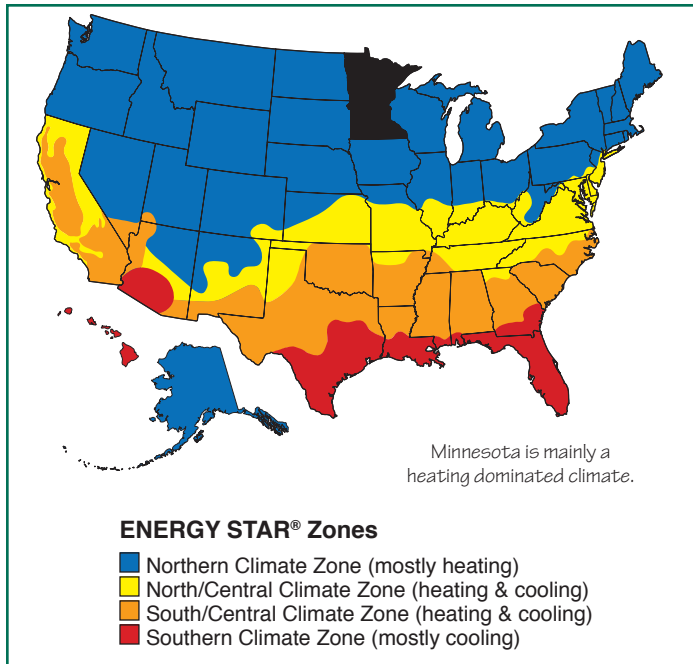 Minnesota is mainly a
heating dominated climate.
ENERGY STAR® Zones
Northern Climate Zone (mostly heating)
North/Central Climate Zone (heating & cooling)
South/Central Climate Zone (heating & cooling)
Southern Climate Zone (mostly cooling)